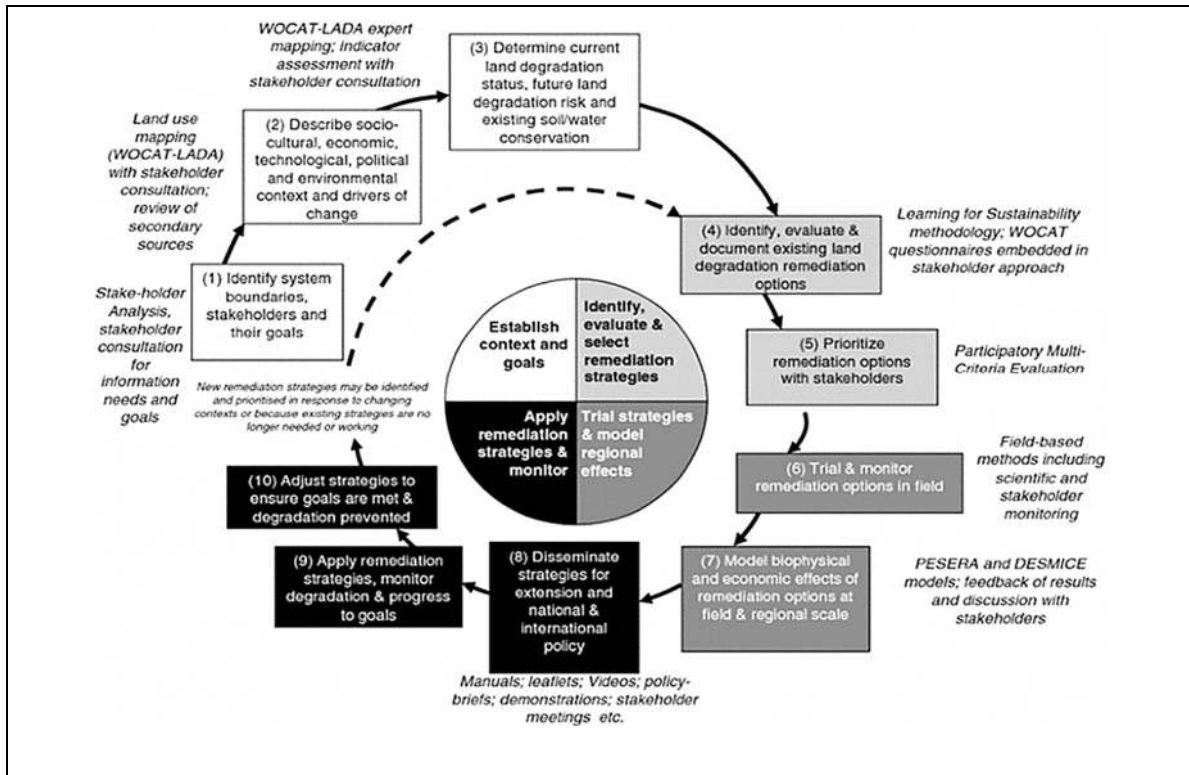 WOCAT-LADA expert
mapping; Indicator
assessment with
stakeholder consultation
(3) Determine current
land degradation
status, future land
degradation risk and
existing soil/water
conservation
Land use
mapping
(WOCAT-LADA)
with stakeholder
consultation;
review of
secondary
sources
(2) Describe socio-
cultural, economic,
technological, political
and environmental
context and drivers of
change
(4) Identify, evaluate &
document existing land
degradation remediation
options
Learning for Sustainability
methodology; WOCAT
questionnaires embedded in
stakeholder approach
(1) Identify system
boundaries,
stakeholders and
their goals
Stake-holder
Analysis,
stakeholder
consultation
for
information
needs and
goals
Establish
context and
goals
Identify,
evaluate &
select
remediation
strategies
(5) Prioritize
remediation options
with stakeholders
Participatory Multi-
Criteria Evaluation
New remediation strategies may be identified
and prioritised in response to changing
contexts or because existing strategies are no
longer needed or working
Apply
remediation
strategies &
monitor
Trial strategies
& model
regional
effects
(6) Trial & monitor
remediation options in field
Field-based
methods including
scientific and
stakeholder
monitoring
(10) Adjust strategies to
ensure goals are met &
degradation prevented
(9) Apply remediation
strategies, monitor
degradation & progress
to goals
(8) Disseminate
strategies for
extension and
national &
international
policy
(7) Model biophysical
and economic effects of
remediation options at
field & regional scale
PESERA and DESMICE
models; feedback of results
and discussion with
stakeholders
Manuals; leaflets; Videos; policy-
briefs; demonstrations; stakeholder
meetings etc.